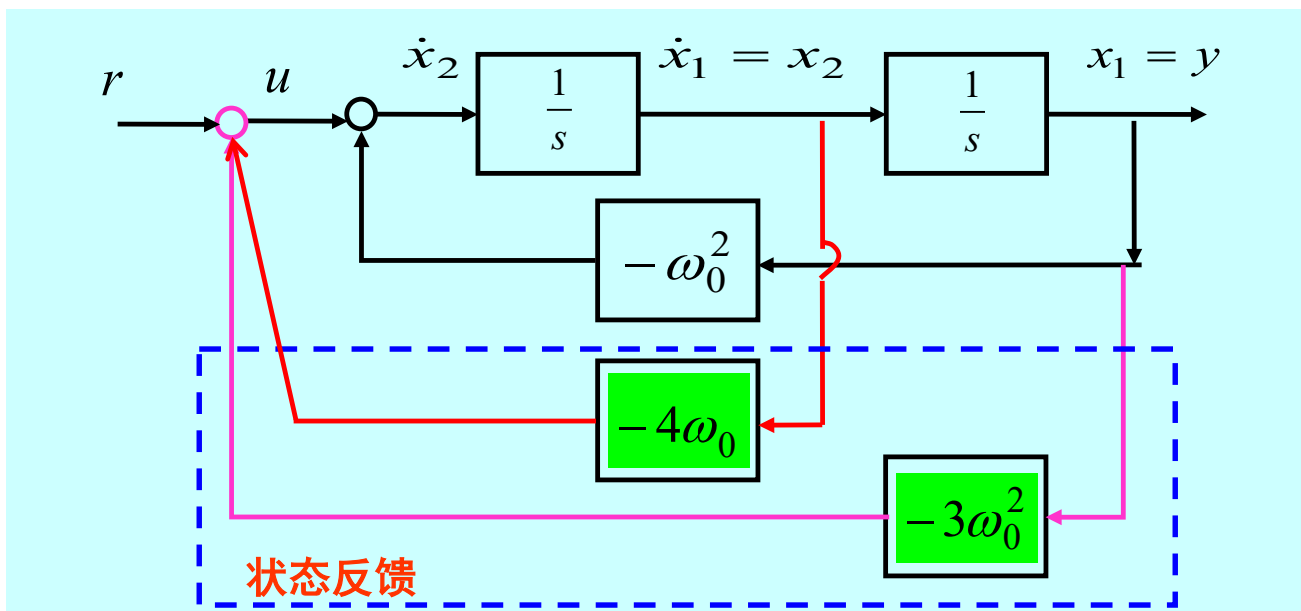 r
u
ẋ₂
1/s
ẋ₁ = x₂
1/s
x₁ = y
−ω₀²
−4ω₀
−3ω₀²
状态反馈